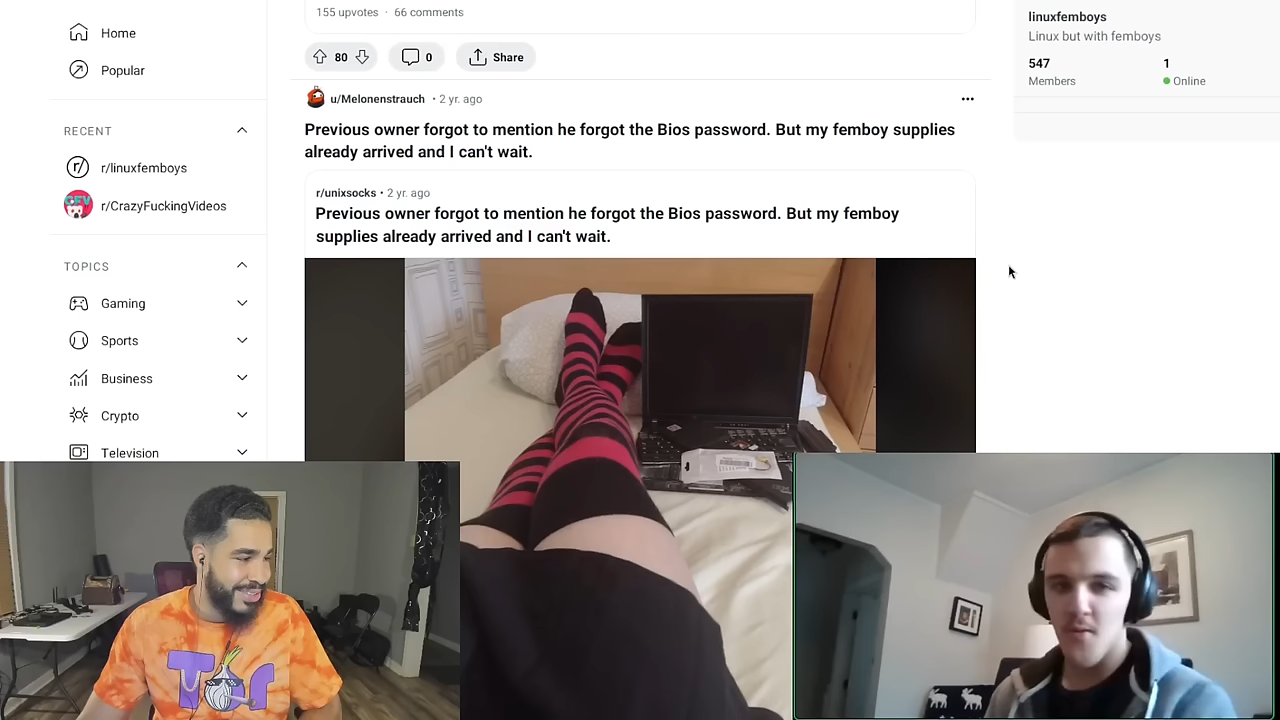 155 upvotes · 66 comments
Home
Popular
RECENT
r/linuxfemboys
r/CrazyFuckingVideos
TOPICS
Gaming
Sports
Business
Crypto
Television
80
0
Share
u/Melonenstrauch • 2 yr. ago
Previous owner forgot to mention he forgot the Bios password. But my femboy supplies
already arrived and I can't wait.
r/unixsocks • 2 yr. ago
Previous owner forgot to mention he forgot the Bios password. But my femboy
supplies already arrived and I can't wait.
linuxfemboys
Linux but with femboys
547
1
Members
Online
Tor